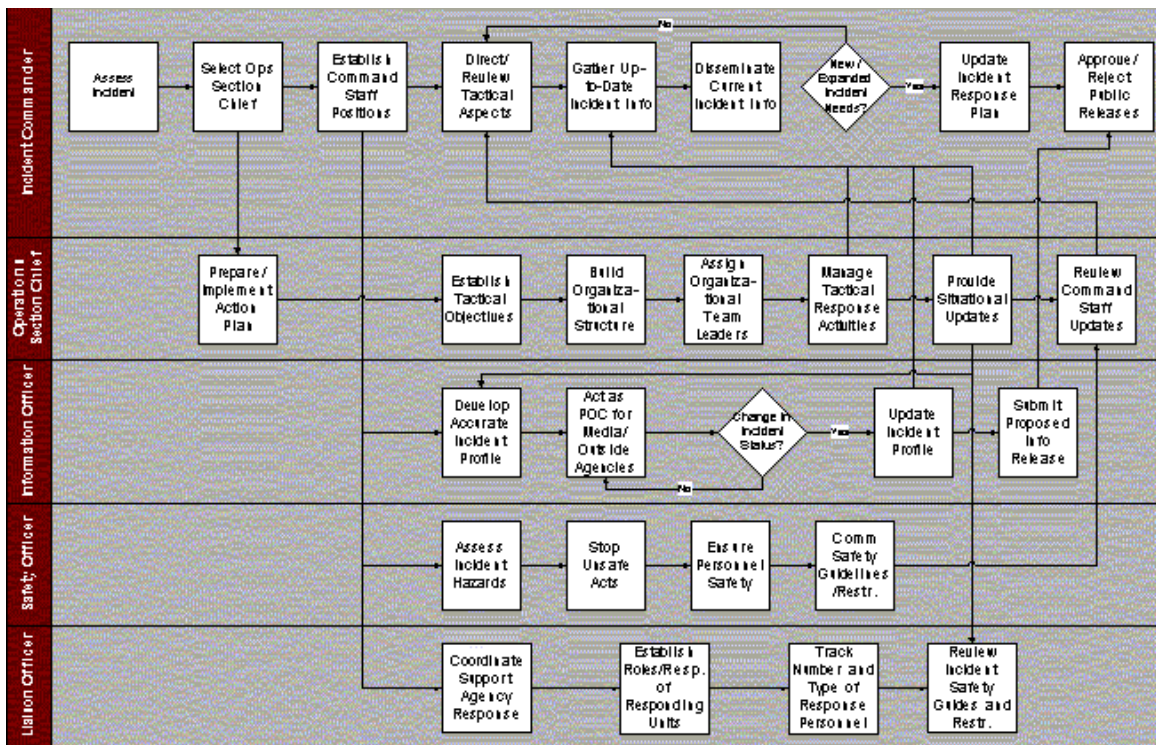 Incident Commander
Assess
Incident
Select Ops
Section
Chief
Establish
Command
Staff
Positions
Direct/
Review
Tactical
Aspects
Gather Up-
to-Date
Incident Info
Disseminate
Current
Incident Info
No
New /
Expanded
Incident
Needs?
Yes
Update
Incident
Response
Plan
Approve/
Reject
Public
Releases
Operations
Section Chief
Prepare/
Implement
Action
Plan
Establish
Tactical
Objectives
Build
Organiza-
tional
Structure
Assign
Organiza-
tional
Team
Leaders
Manage
Tactical
Response
Activities
Provide
Situational
Updates
Review
Command
Staff
Updates
Information Officer
Develop
Accurate
Incident
Profile
Act as
POC for
Media/
Outside
Agencies
Change in
Incident
Status?
Yes
No
Update
Incident
Profile
Submit
Proposed
Info
Release
Safety Officer
Assess
Incident
Hazards
Stop
Unsafe
Acts
Ensure
Personnel
Safety
Comm
Safety
Guidelines
/Restr.
Liaison Officer
Coordinate
Support
Agency
Response
Establish
Roles/Resp.
of
Responding
Units
Track
Number and
Type of
Response
Personnel
Review
Incident
Safety
Guides and
Restr.